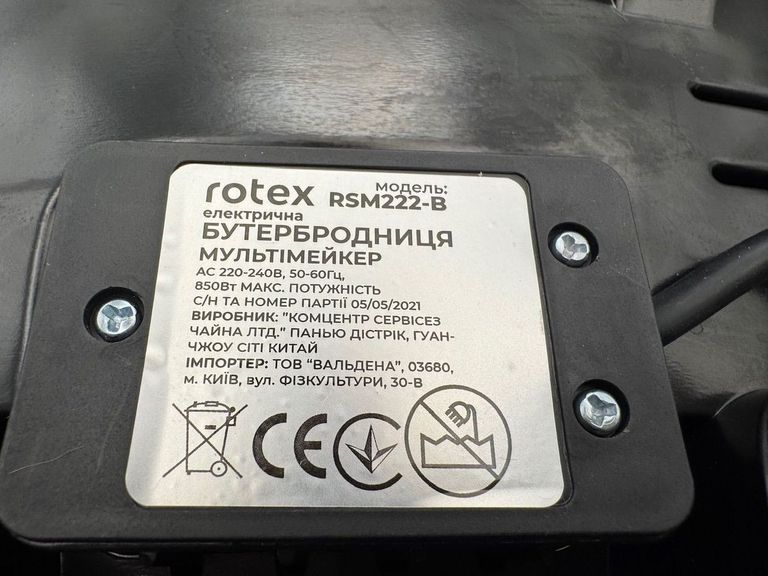 rotex модель:
електрична RSM222-B
БУТЕРБРОДНИЦЯ
МУЛЬТІМЕЙКЕР
АС 220-240В, 50-60Гц,
850Вт МАКС. ПОТУЖНІСТЬ
С/Н ТА НОМЕР ПАРТІЇ 05/05/2021
ВИРОБНИК: "КОМЦЕНТР СЕРВІСЕЗ
ЧАЙНА ЛТД." ПАНЬЮ ДІСТРІК, ГУАН-
ЧЖОУ СІТІ КИТАЙ
ІМПОРТЕР: ТОВ “ВАЛЬДЕНА”, 03680,
м. КИЇВ, вул. ФІЗКУЛЬТУРИ, 30-В
CE